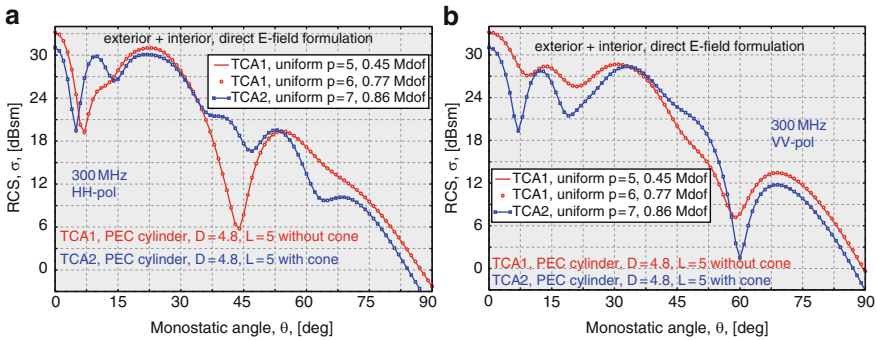 a
exterior + interior, direct E-field formulation
TCA1, uniform p=5, 0.45 Mdof
TCA1, uniform p=6, 0.77 Mdof
TCA2, uniform p=7, 0.86 Mdof
300 MHz
HH-pol
TCA1, PEC cylinder, D=4.8, L=5 without cone
TCA2, PEC cylinder, D=4.8, L=5 with cone
RCS, σ, [dBsm]
30
24
18
12
6
0
0 15 30 45 60 75 90
Monostatic angle, θ, [deg]
b
exterior + interior, direct E-field formulation
300 MHz
VV-pol
TCA1, uniform p=5, 0.45 Mdof
TCA1, uniform p=6, 0.77 Mdof
TCA2, uniform p=7, 0.86 Mdof
TCA1, PEC cylinder, D=4.8, L=5 without cone
TCA2, PEC cylinder, D=4.8, L=5 with cone
RCS, σ, [dBsm]
30
24
18
12
6
0
0 15 30 45 60 75 90
Monostatic angle, θ, [deg]